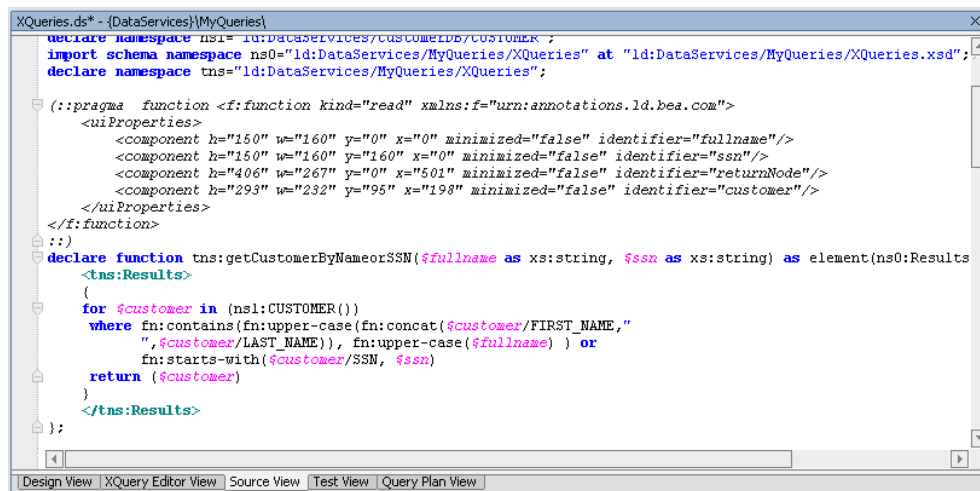 XQueries.ds* - {DataServices}\MyQueries\
declare namespace ns1="ld:DataServices/CustomerDB/CUSTOMER";
import schema namespace ns0="ld:DataServices/MyQueries/XQueries" at "ld:DataServices/MyQueries/XQueries.xsd";
declare namespace tns="ld:DataServices/MyQueries/XQueries";
(::pragma  function <f:function kind="read" xmlns:f="urn:annotations.ld.bea.com">
<uiProperties>
<component h="150" w="160" y="0" x="0" minimized="false" identifier="fullname"/>
<component h="150" w="160" y="160" x="0" minimized="false" identifier="ssn"/>
<component h="406" w="267" y="0" x="501" minimized="false" identifier="returnNode"/>
<component h="293" w="232" y="95" x="198" minimized="false" identifier="customer"/>
</uiProperties>
</f:function>
::)
declare function tns:getCustomerByNameorSSN($fullname as xs:string, $ssn as xs:string) as element(ns0:Results
<tns:Results>
{
for $customer in (ns1:CUSTOMER())
where fn:contains(fn:upper-case(fn:concat($customer/FIRST_NAME,"
",$customer/LAST_NAME)), fn:upper-case($fullname) ) or
fn:starts-with($customer/SSN, $ssn)
return ($customer)
}
</tns:Results>
};
Design View XQuery Editor View Source View Test View Query Plan View